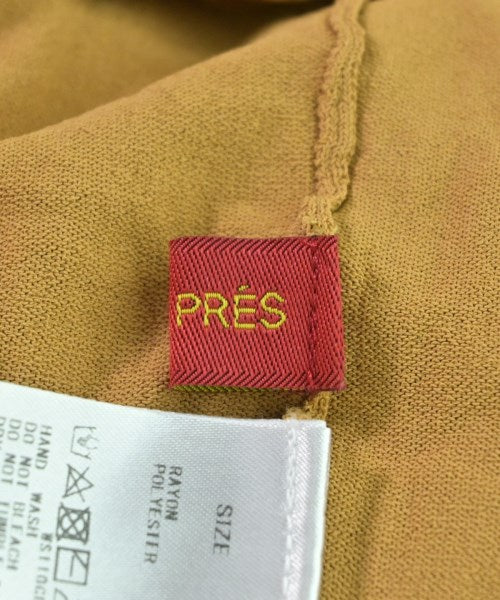 PRÉS
SIZE
RAYON
POLYESTER
HAND WASH
DO NOT BLEACH
DO NOT